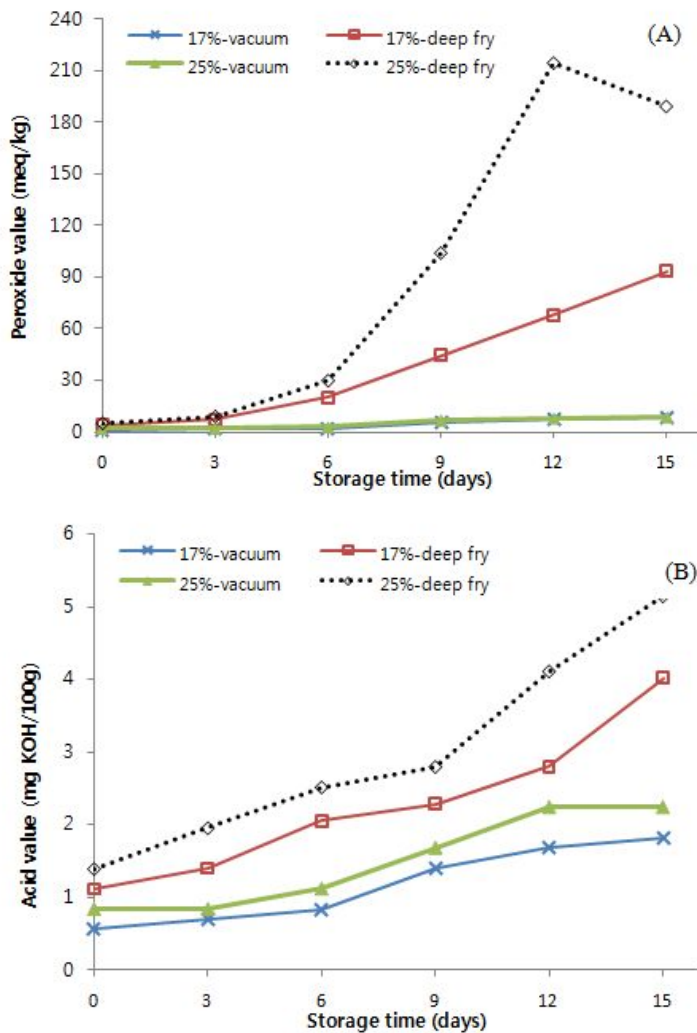 240
210
180
150
120
90
60
30
0
Peroxide value (meq/kg)
17%-vacuum
17%-deep fry
25%-vacuum
25%-deep fry
(A)
0 3 6 9 12 15
Storage time (days)
6
5
4
3
2
1
0
Acid value (mg KOH/100g)
17%-vacuum
17%-deep fry
25%-vacuum
25%-deep fry
(B)
0 3 6 9 12 15
Storage time (days)